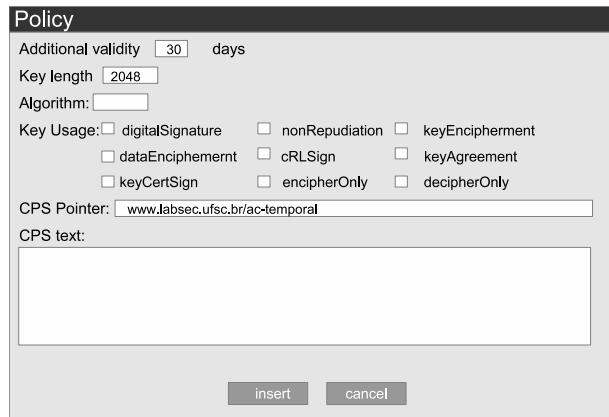 Policy
Additional validity 30 days
Key length 2048
Algorithm:
Key Usage: digitalSignature nonRepudiation keyEncipherment
dataEnciphemernt cRLSign keyAgreement
keyCertSign encipherOnly decipherOnly
CPS Pointer: www.labsec.ufsc.br/ac-temporal
CPS text:
insert cancel